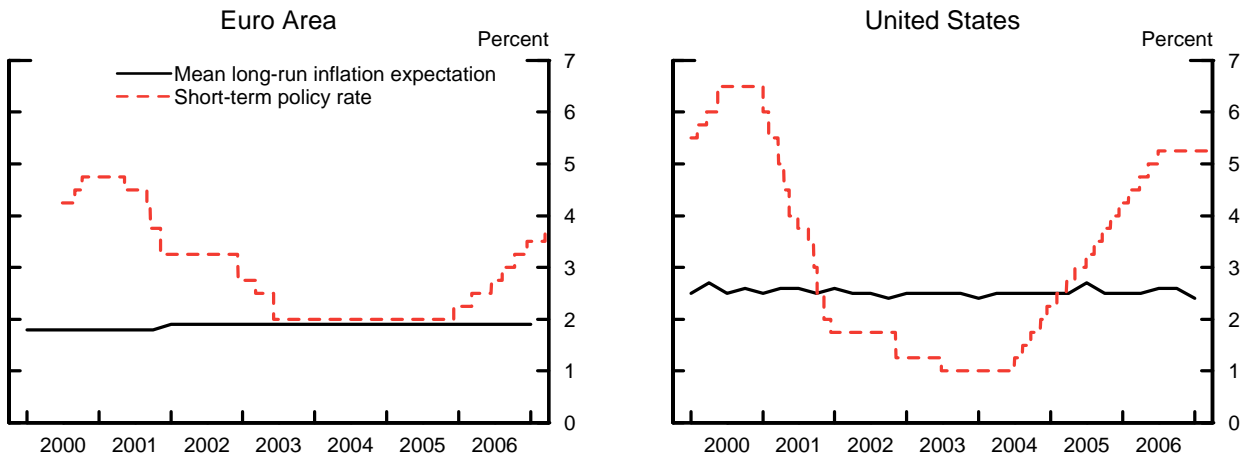 Euro Area
Percent
Mean long-run inflation expectation
Short-term policy rate
7
6
5
4
3
2
1
0
2000 2001 2002 2003 2004 2005 2006
United States
Percent
7
6
5
4
3
2
1
0
2000 2001 2002 2003 2004 2005 2006